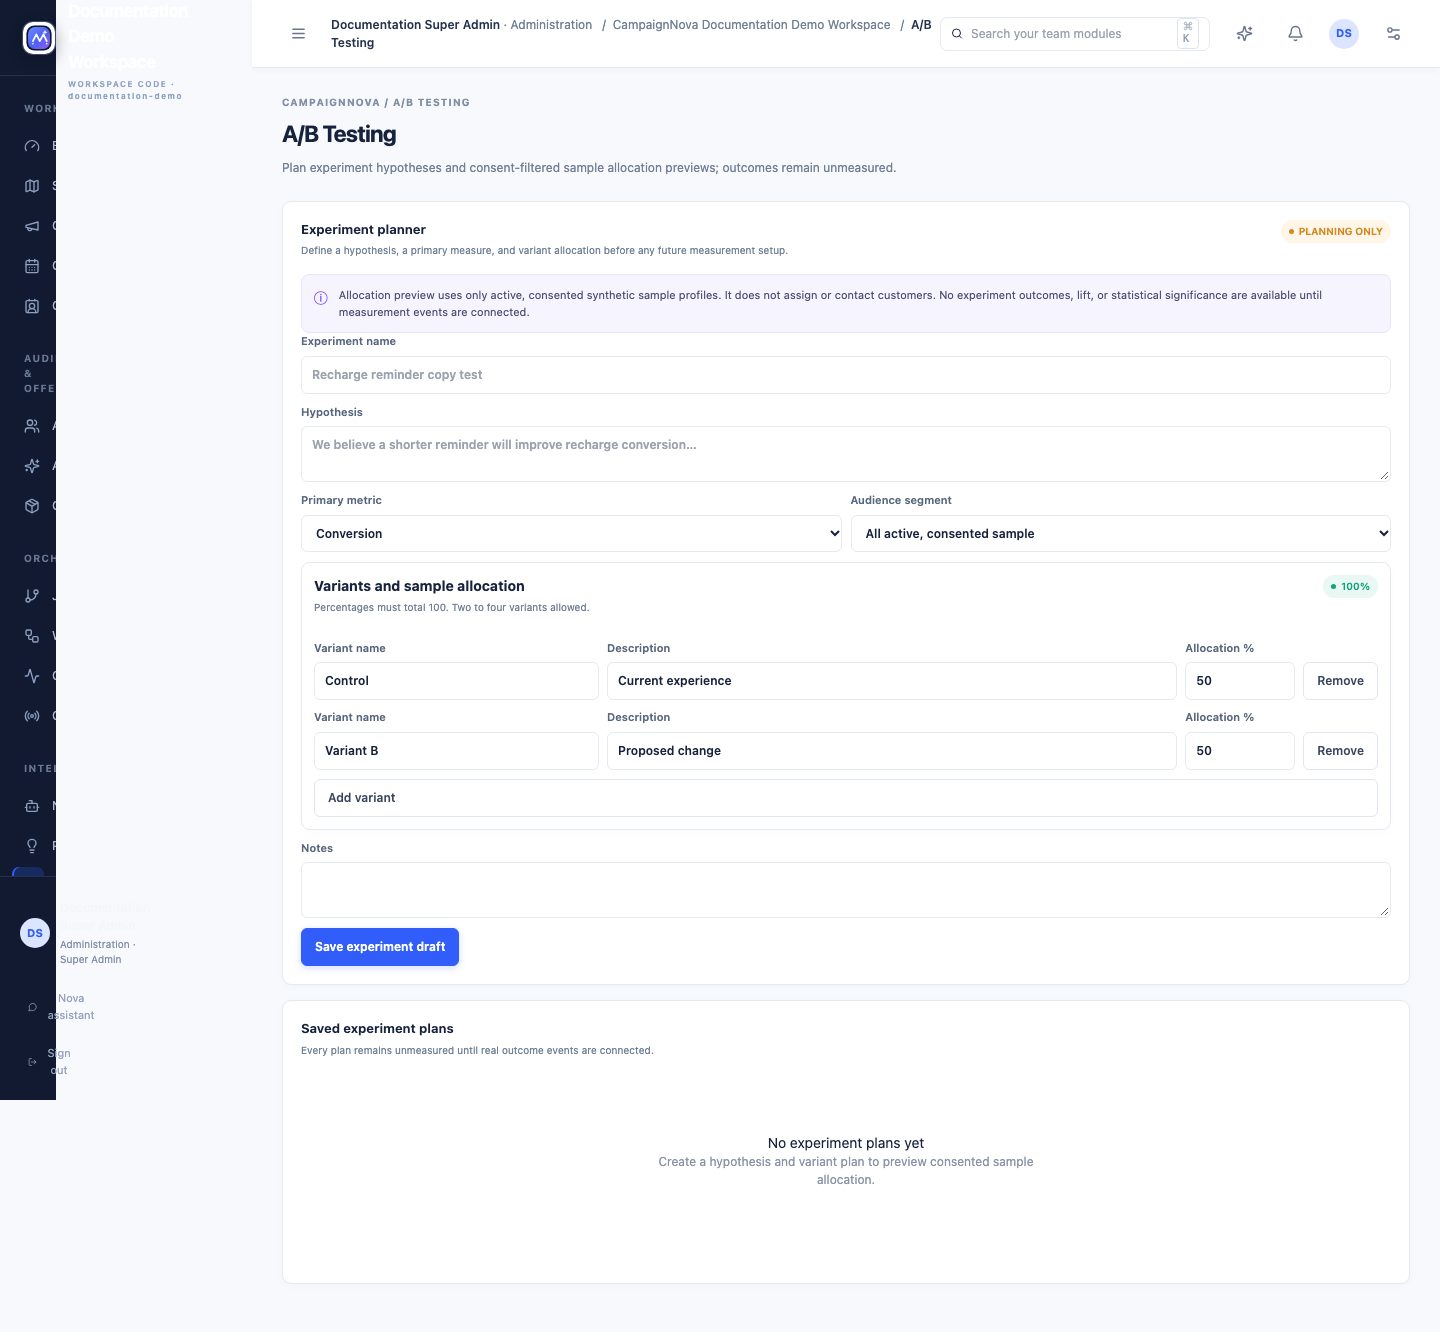 Documentation
Demo
Workspace
WORKSPACE CODE ·
documentation-demo
WORK
AUDI
&
OFFE
ORCH
INTE
DS
Administration ·
Super Admin
Nova
assistant
Sign
out
Documentation Super Admin · Administration / CampaignNova Documentation Demo Workspace / A/B
Testing
Search your team modules
⌘
K
DS
CAMPAIGNNOVA / A/B TESTING
A/B Testing
Plan experiment hypotheses and consent-filtered sample allocation previews; outcomes remain unmeasured.
Experiment planner
PLANNING ONLY
Define a hypothesis, a primary measure, and variant allocation before any future measurement setup.
Allocation preview uses only active, consented synthetic sample profiles. It does not assign or contact customers. No experiment outcomes, lift, or statistical significance are available until
measurement events are connected.
Experiment name
Recharge reminder copy test
Hypothesis
We believe a shorter reminder will improve recharge conversion...
Primary metric
Audience segment
Conversion
All active, consented sample
Variants and sample allocation
100%
Percentages must total 100. Two to four variants allowed.
Variant name Description Allocation %
Control Current experience 50 Remove
Variant name Description Allocation %
Variant B Proposed change 50 Remove
Add variant
Notes
Save experiment draft
Saved experiment plans
Every plan remains unmeasured until real outcome events are connected.
No experiment plans yet
Create a hypothesis and variant plan to preview consented sample
allocation.